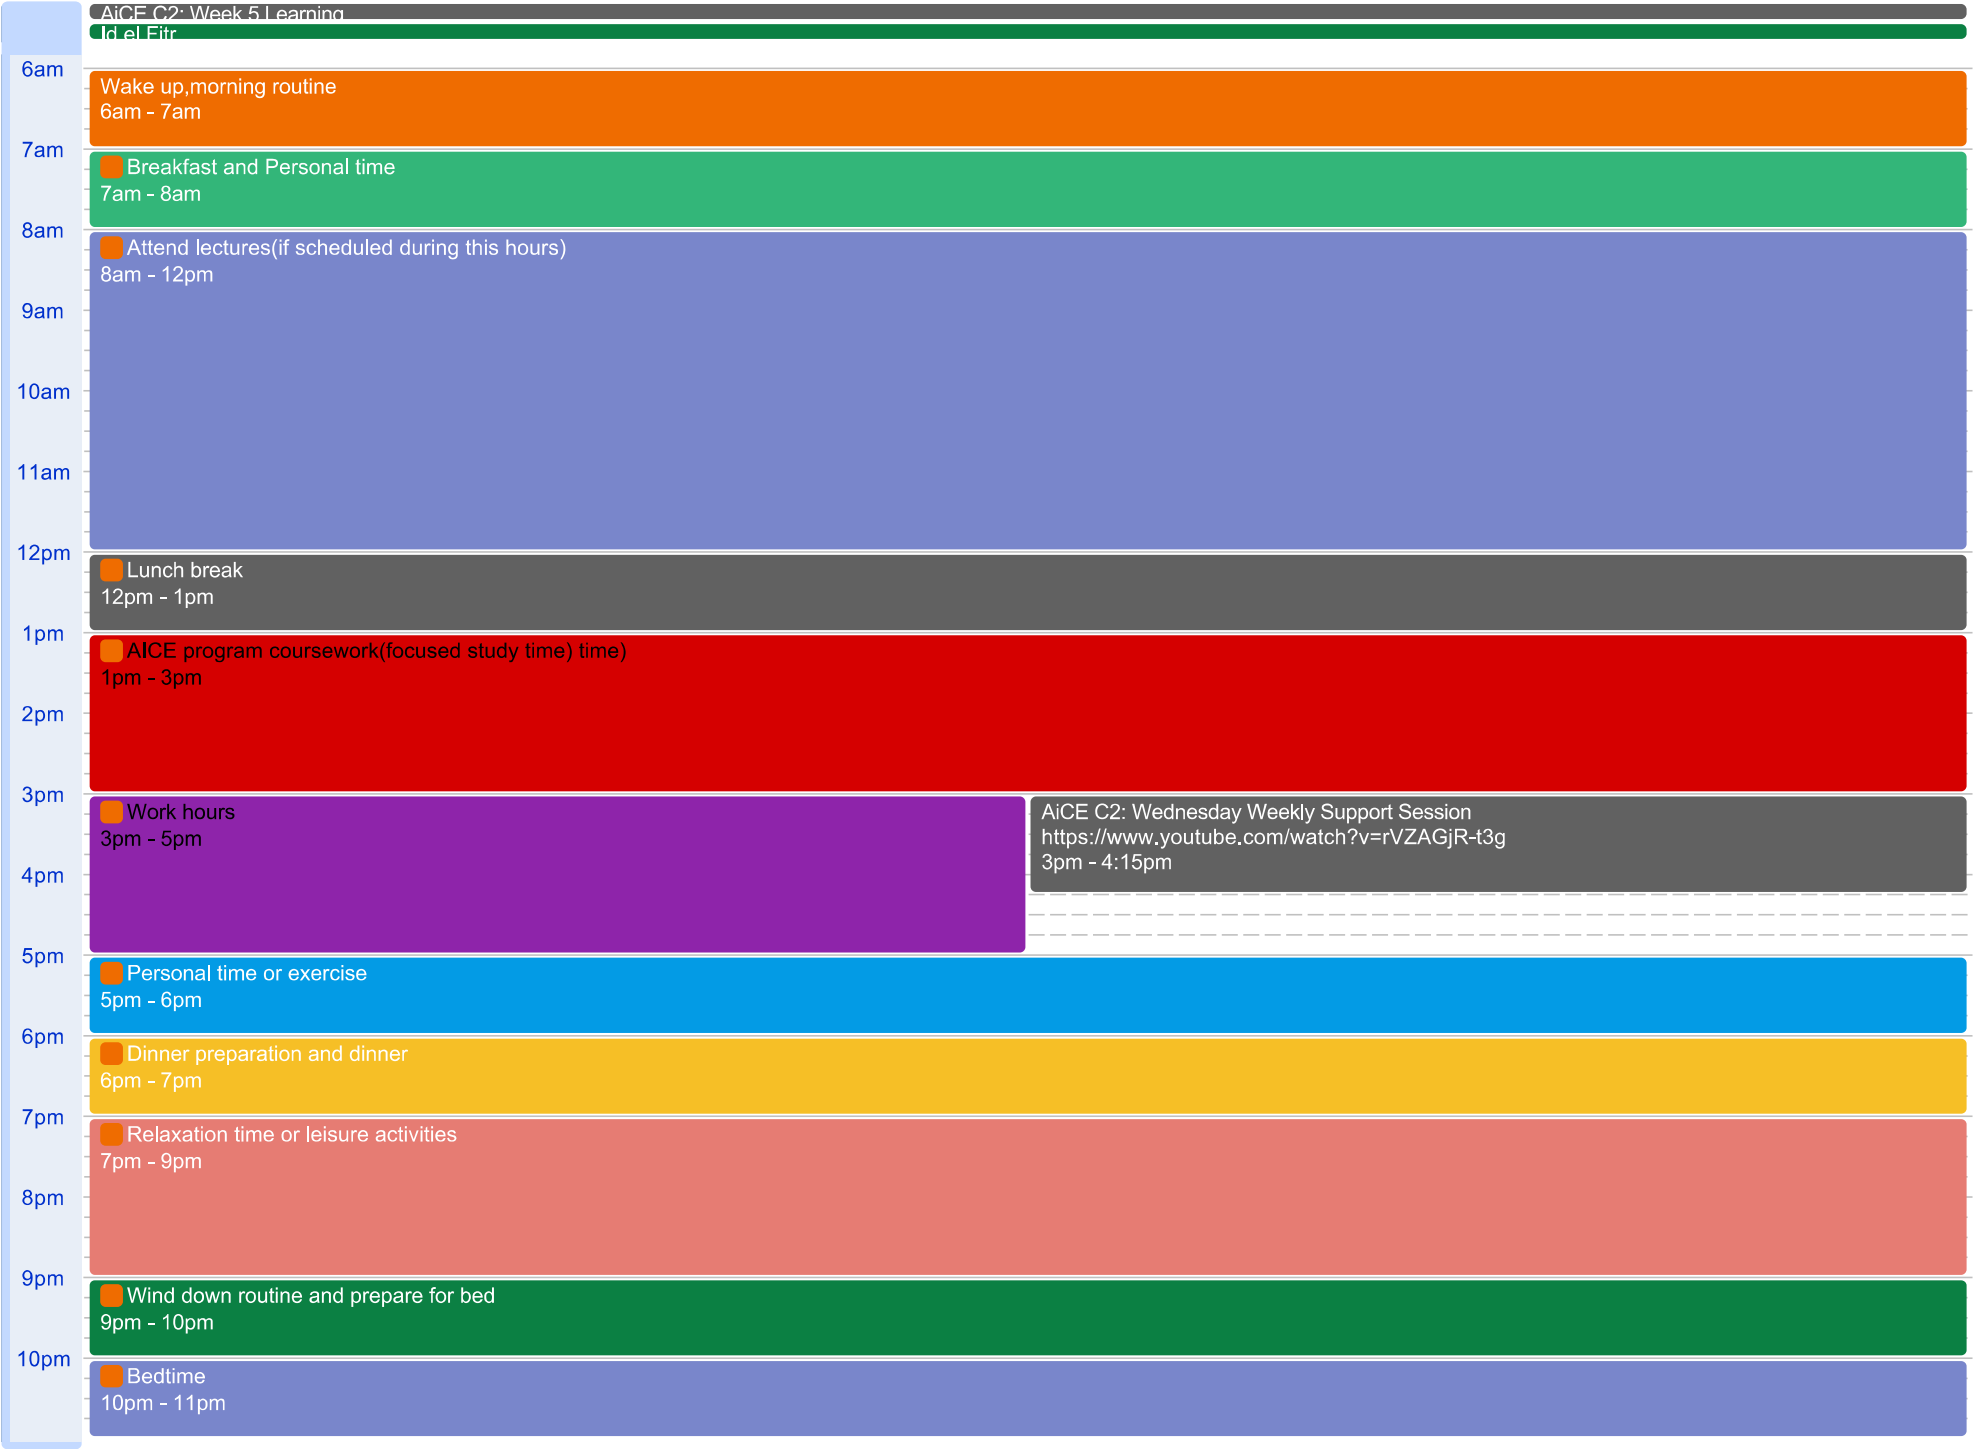 AiCE C2: Week 5 Learning
Id el Fitr
6am
Wake up,morning routine
6am - 7am
7am
Breakfast and Personal time
7am - 8am
8am
Attend lectures(if scheduled during this hours)
8am - 12pm
9am
10am
11am
12pm
Lunch break
12pm - 1pm
1pm
AICE program coursework(focused study time) time)
1pm - 3pm
2pm
3pm
Work hours
3pm - 5pm
AiCE C2: Wednesday Weekly Support Session
https://www.youtube.com/watch?v=rVZAGjR-t3g
3pm - 4:15pm
4pm
5pm
Personal time or exercise
5pm - 6pm
6pm
Dinner preparation and dinner
6pm - 7pm
7pm
Relaxation time or leisure activities
7pm - 9pm
8pm
9pm
Wind down routine and prepare for bed
9pm - 10pm
10pm
Bedtime
10pm - 11pm